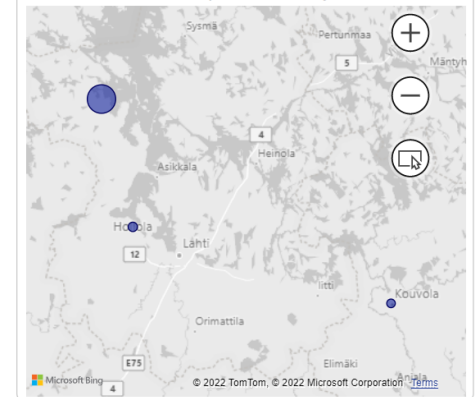 Sysmä
Pertunmaa
5
Mäntyh
4
Heinola
Asikkala
Hollola
12
Lahti
Iitti
Kouvola
Orimattila
E75
Elimäki
Anjala
4
Microsoft Bing
© 2022 TomTom, © 2022 Microsoft Corporation Terms